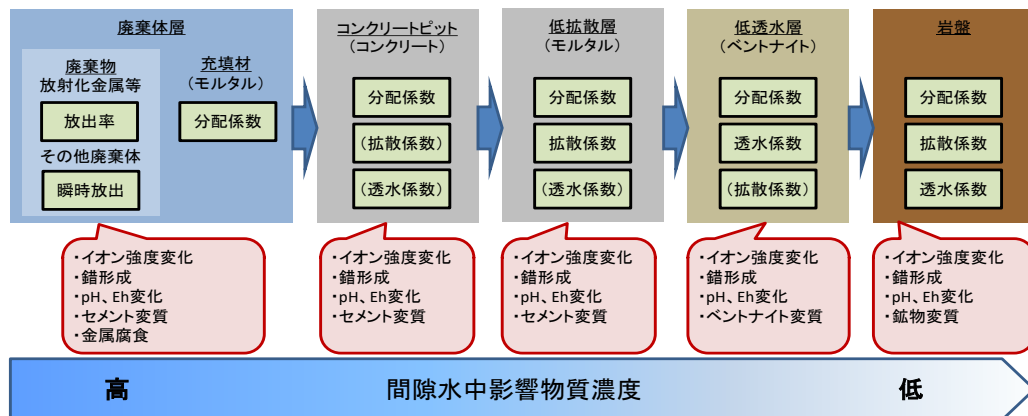 廃棄体層
廃棄物
放射化金属等
放出率
その他廃棄体
瞬時放出
充填材
(モルタル)
分配係数
コンクリートピット
(コンクリート)
分配係数
(拡散係数)
(透水係数)
低拡散層
(モルタル)
分配係数
拡散係数
(透水係数)
低透水層
(ベントナイト)
分配係数
透水係数
(拡散係数)
岩盤
分配係数
拡散係数
透水係数
・イオン強度変化
・錯形成
・pH、Eh変化
・セメント変質
・金属腐食
・イオン強度変化
・錯形成
・pH、Eh変化
・セメント変質
・イオン強度変化
・錯形成
・pH、Eh変化
・セメント変質
・イオン強度変化
・錯形成
・pH、Eh変化
・ベントナイト変質
・イオン強度変化
・錯形成
・pH、Eh変化
・鉱物変質
高 間隙水中影響物質濃度 低